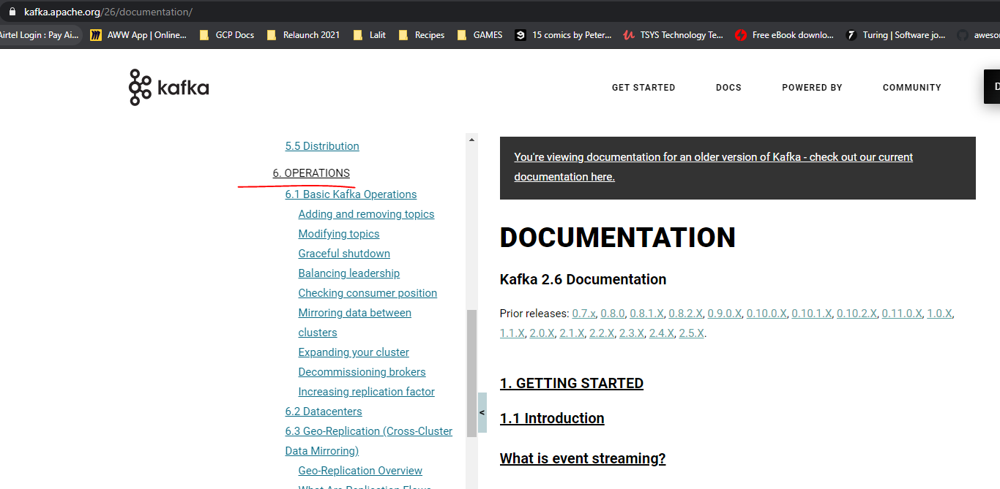 kafka.apache.org/26/documentation/
Airtel Login : Pay Ai... AWW App | Online... GCP Docs Relaunch 2021 Lalit Recipes GAMES 15 comics by Peter... TSYS Technology Te... Free eBook downlo... Turing | Software jo... aweso
kafka GET STARTED DOCS POWERED BY COMMUNITY D
5.5 Distribution
6. OPERATIONS
6.1 Basic Kafka Operations
Adding and removing topics
Modifying topics
Graceful shutdown
Balancing leadership
Checking consumer position
Mirroring data between
clusters
Expanding your cluster
Decommissioning brokers
Increasing replication factor
6.2 Datacenters
6.3 Geo-Replication (Cross-Cluster
Data Mirroring)
Geo-Replication Overview
What Are Replication Flows
<
You're viewing documentation for an older version of Kafka - check out our current
documentation here.
DOCUMENTATION
Kafka 2.6 Documentation
Prior releases: 0.7.x, 0.8.0, 0.8.1.X, 0.8.2.X, 0.9.0.X, 0.10.0.X, 0.10.1.X, 0.10.2.X, 0.11.0.X, 1.0.X,
1.1.X, 2.0.X, 2.1.X, 2.2.X, 2.3.X, 2.4.X, 2.5.X.
1. GETTING STARTED
1.1 Introduction
What is event streaming?